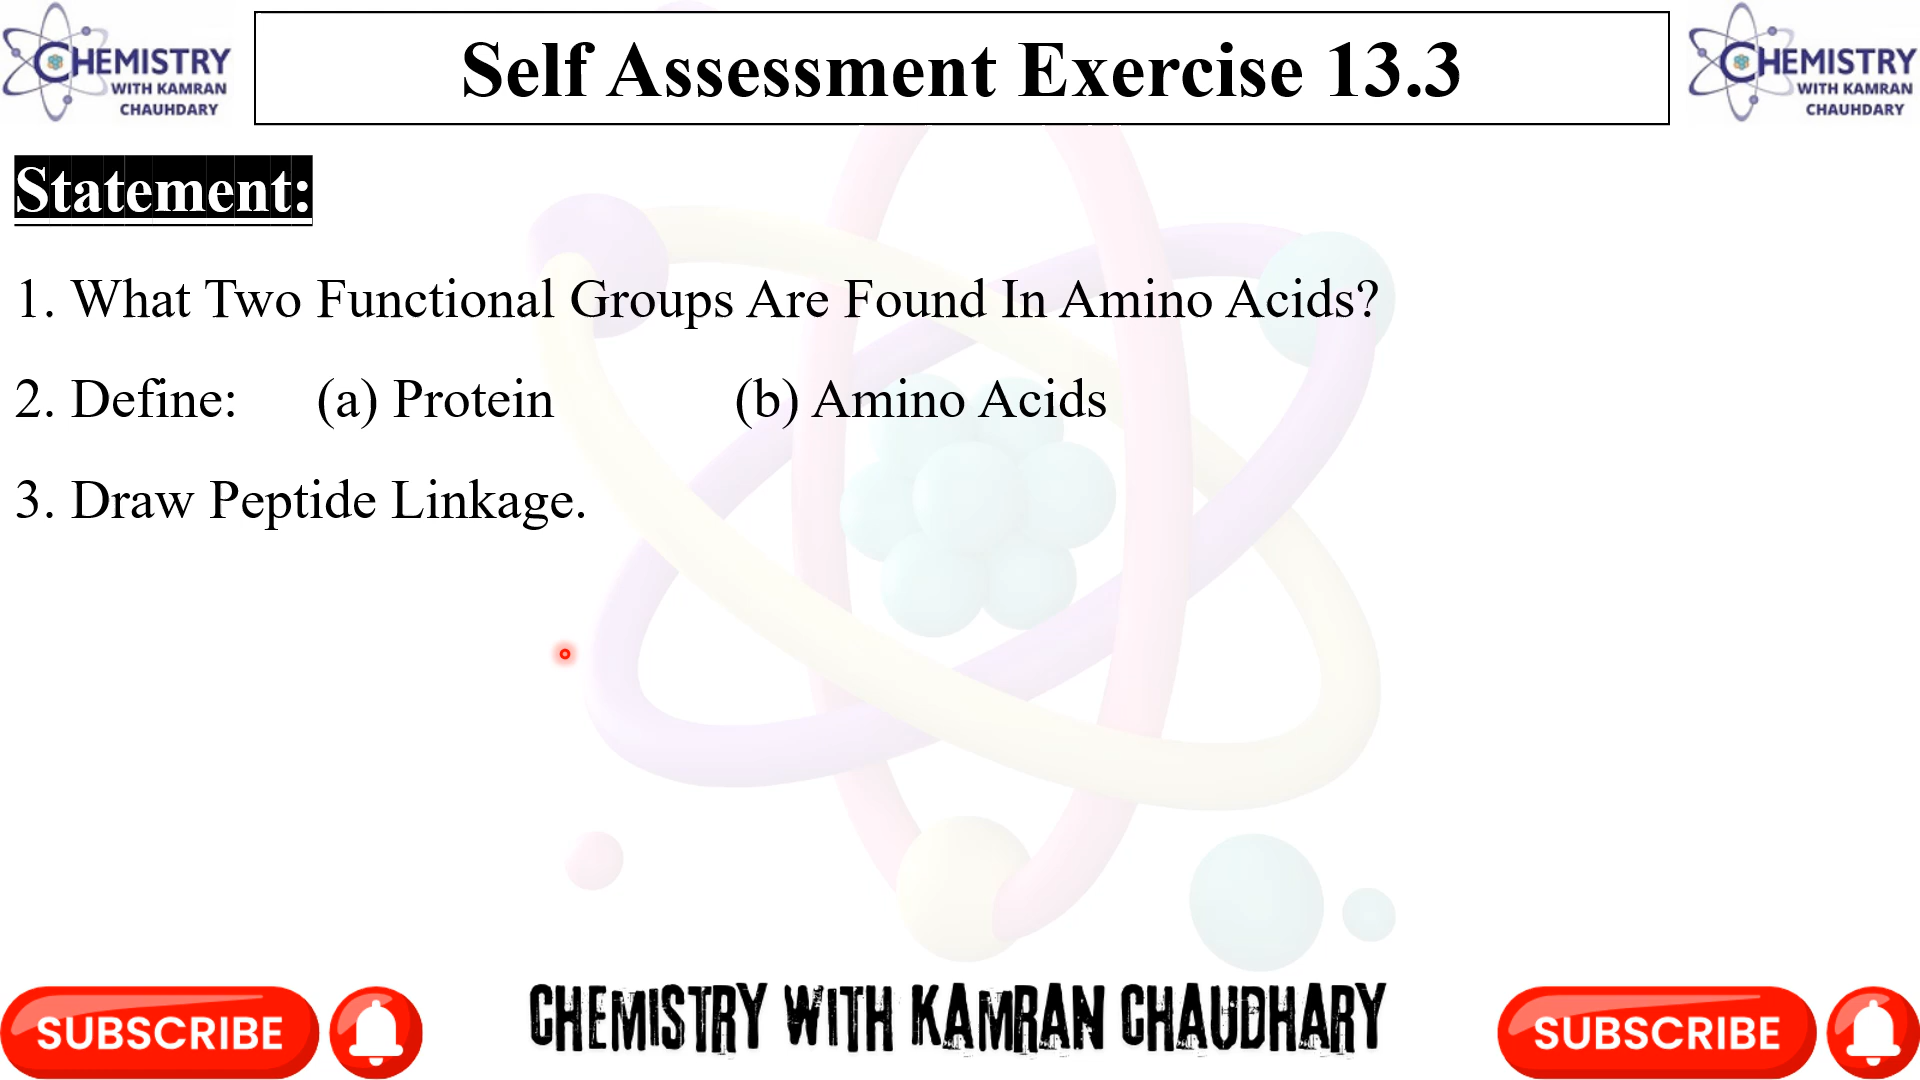 CHEMISTRY
WITH KAMRAN
CHAUHDARY
Self Assessment Exercise 13.3
CHEMISTRY
WITH KAMRAN
CHAUHDARY
Statement:
1. What Two Functional Groups Are Found In Amino Acids?
2. Define: (a) Protein (b) Amino Acids
3. Draw Peptide Linkage.
SUBSCRIBE
CHEMISTRY WITH KAMRAN CHAUDHARY
SUBSCRIBE